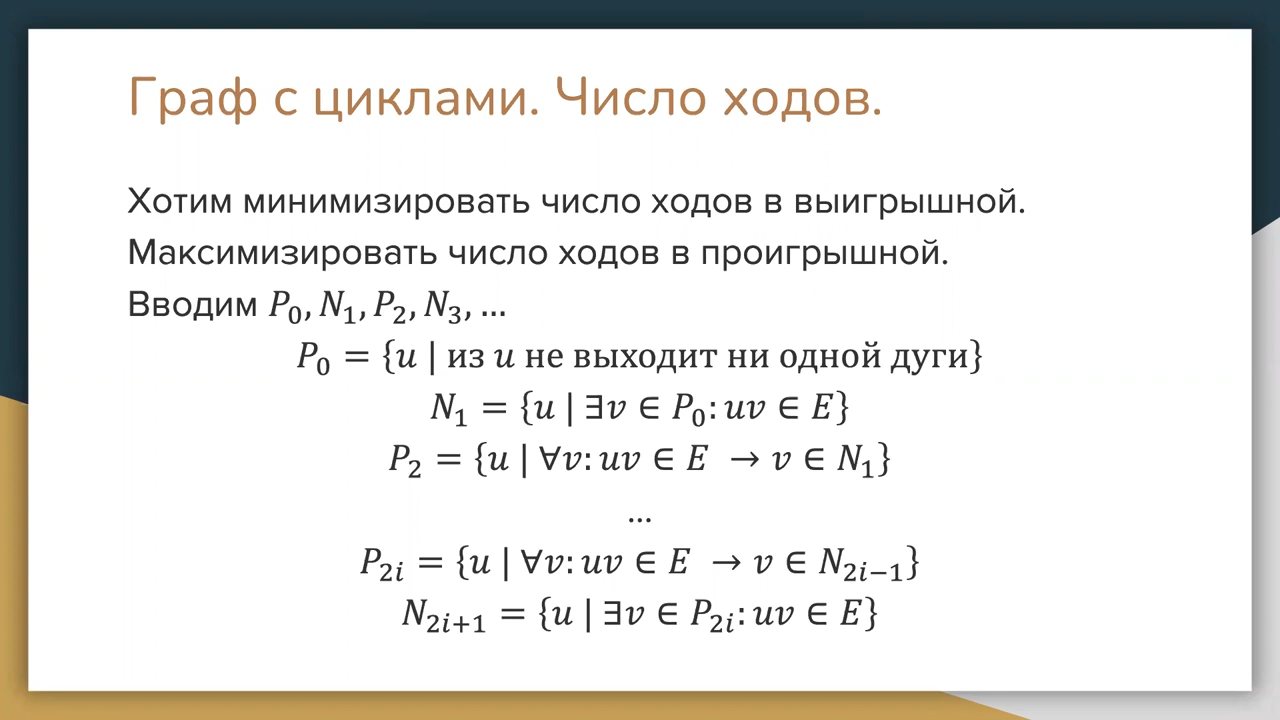 Граф с циклами. Число ходов.
Хотим минимизировать число ходов в выигрышной.
Максимизировать число ходов в проигрышной.
Вводим P₀, N₁, P₂, N₃, …
P₀ = {u | из u не выходит ни одной дуги}
N₁ = {u | ∃v ∈ P₀: uv ∈ E}
P₂ = {u | ∀v: uv ∈ E → v ∈ N₁}
…
P₂ᵢ = {u | ∀v: uv ∈ E → v ∈ N₂ᵢ₋₁}
N₂ᵢ₊₁ = {u | ∃v ∈ P₂ᵢ: uv ∈ E}